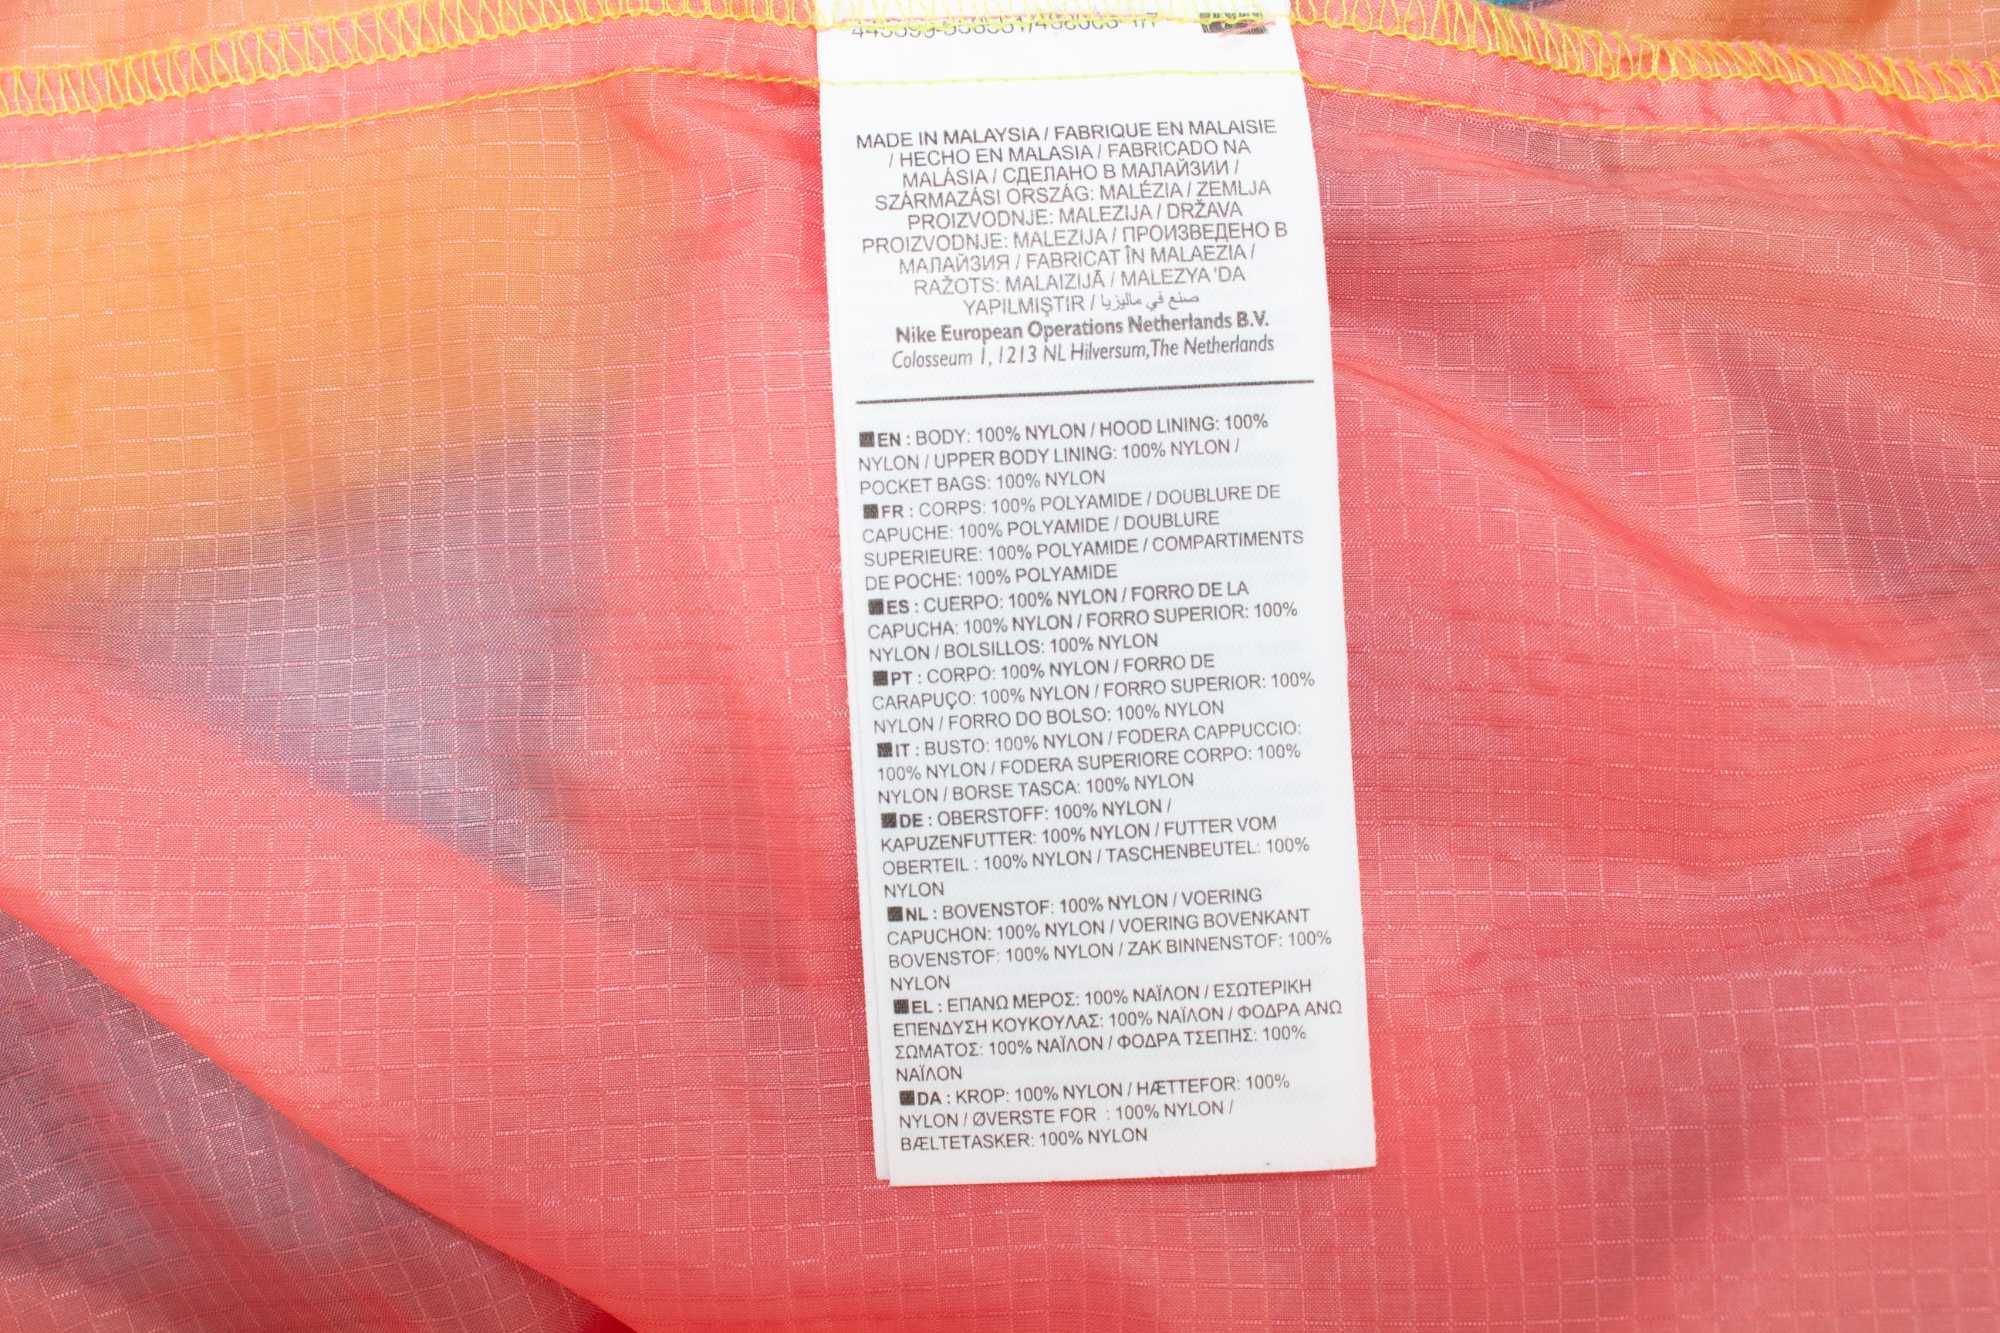 MADE IN MALAYSIA / FABRIQUE EN MALAISIE
/ HECHO EN MALASIA / FABRICADO NA
MALÁSIA / СДЕЛАНО В МАЛАЙЗИИ /
SZÁRMAZÁSI ORSZÁG: MALÉZIA / ZEMLJA
PROIZVODNJE: MALEZIJA / DRŽAVA
PROIZVODNJE: MALEZIJA / ПРОИЗВЕДЕНО В
МАЛАЙЗИЯ / FABRICAT ÎN MALAEZIA /
RAŽOTS: MALAIZIJĀ / MALEZYA 'DA
YAPILMIŞTIR / صنع في ماليزيا
Nike European Operations Netherlands B.V.
Colosseum 1, 1213 NL Hilversum, The Netherlands
EN : BODY: 100% NYLON / HOOD LINING: 100%
NYLON / UPPER BODY LINING: 100% NYLON /
POCKET BAGS: 100% NYLON
FR : CORPS: 100% POLYAMIDE / DOUBLURE DE
CAPUCHE: 100% POLYAMIDE / DOUBLURE
SUPERIEURE: 100% POLYAMIDE / COMPARTIMENTS
DE POCHE: 100% POLYAMIDE
ES : CUERPO: 100% NYLON / FORRO DE LA
CAPUCHA: 100% NYLON / FORRO SUPERIOR: 100%
NYLON / BOLSILLOS: 100% NYLON
PT : CORPO: 100% NYLON / FORRO DE
CARAPUÇO: 100% NYLON / FORRO SUPERIOR: 100%
NYLON / FORRO DO BOLSO: 100% NYLON
IT : BUSTO: 100% NYLON / FODERA CAPPUCCIO:
100% NYLON / FODERA SUPERIORE CORPO: 100%
NYLON / BORSE TASCA: 100% NYLON
DE : OBERSTOFF: 100% NYLON /
KAPUZENFUTTER: 100% NYLON / FUTTER VOM
OBERTEIL : 100% NYLON / TASCHENBEUTEL: 100%
NYLON
NL : BOVENSTOF: 100% NYLON / VOERING
CAPUCHON: 100% NYLON / VOERING BOVENKANT
BOVENSTOF: 100% NYLON / ZAK BINNENSTOF: 100%
NYLON
EL : ΕΠΑΝΩ ΜΕΡΟΣ: 100% ΝΑΪΛΟΝ / ΕΣΩΤΕΡΙΚΗ
ΕΠΕΝΔΥΣΗ ΚΟΥΚΟΥΛΑΣ: 100% ΝΑΪΛΟΝ / ΦΟΔΡΑ ΑΝΩ
ΣΩΜΑΤΟΣ: 100% ΝΑΪΛΟΝ / ΦΟΔΡΑ ΤΣΕΠΗΣ: 100%
ΝΑΪΛΟΝ
DA : KROP: 100% NYLON / HÆTTEFOR: 100%
NYLON / ØVERSTE FOR : 100% NYLON /
BÆLTETASKER: 100% NYLON